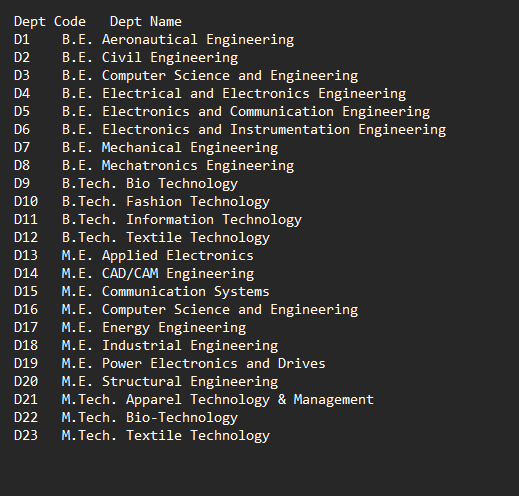 Dept Code   Dept Name
D1    B.E. Aeronautical Engineering
D2    B.E. Civil Engineering
D3    B.E. Computer Science and Engineering
D4    B.E. Electrical and Electronics Engineering
D5    B.E. Electronics and Communication Engineering
D6    B.E. Electronics and Instrumentation Engineering
D7    B.E. Mechanical Engineering
D8    B.E. Mechatronics Engineering
D9    B.Tech. Bio Technology
D10   B.Tech. Fashion Technology
D11   B.Tech. Information Technology
D12   B.Tech. Textile Technology
D13   M.E. Applied Electronics
D14   M.E. CAD/CAM Engineering
D15   M.E. Communication Systems
D16   M.E. Computer Science and Engineering
D17   M.E. Energy Engineering
D18   M.E. Industrial Engineering
D19   M.E. Power Electronics and Drives
D20   M.E. Structural Engineering
D21   M.Tech. Apparel Technology & Management
D22   M.Tech. Bio-Technology
D23   M.Tech. Textile Technology